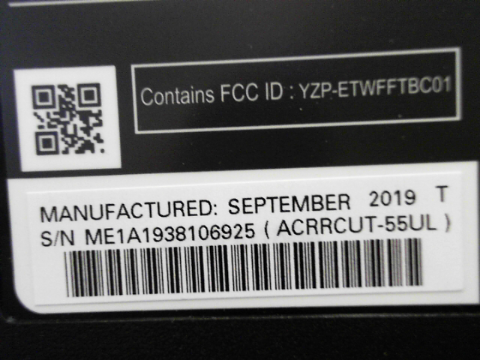 Contains FCC ID : YZP-ETWFFTBC01
MANUFACTURED: SEPTEMBER 2019 T
S/N ME1A1938106925 ( ACRRCUT-55UL )